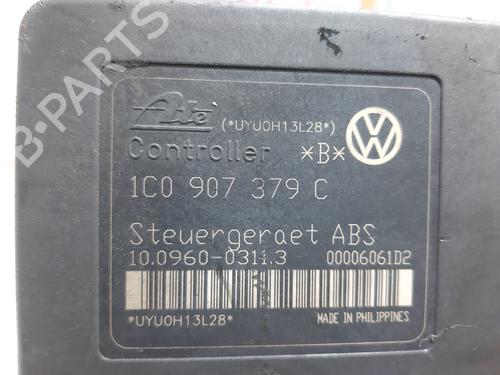 B-PARTS
Ate (*UYU0H13L28*)
Controller *B*
1C0 907 379 C
Steuergeraet ABS
10.0960-0311.3 00006061D2
*UYU0H13L28* MADE IN PHILIPPINES